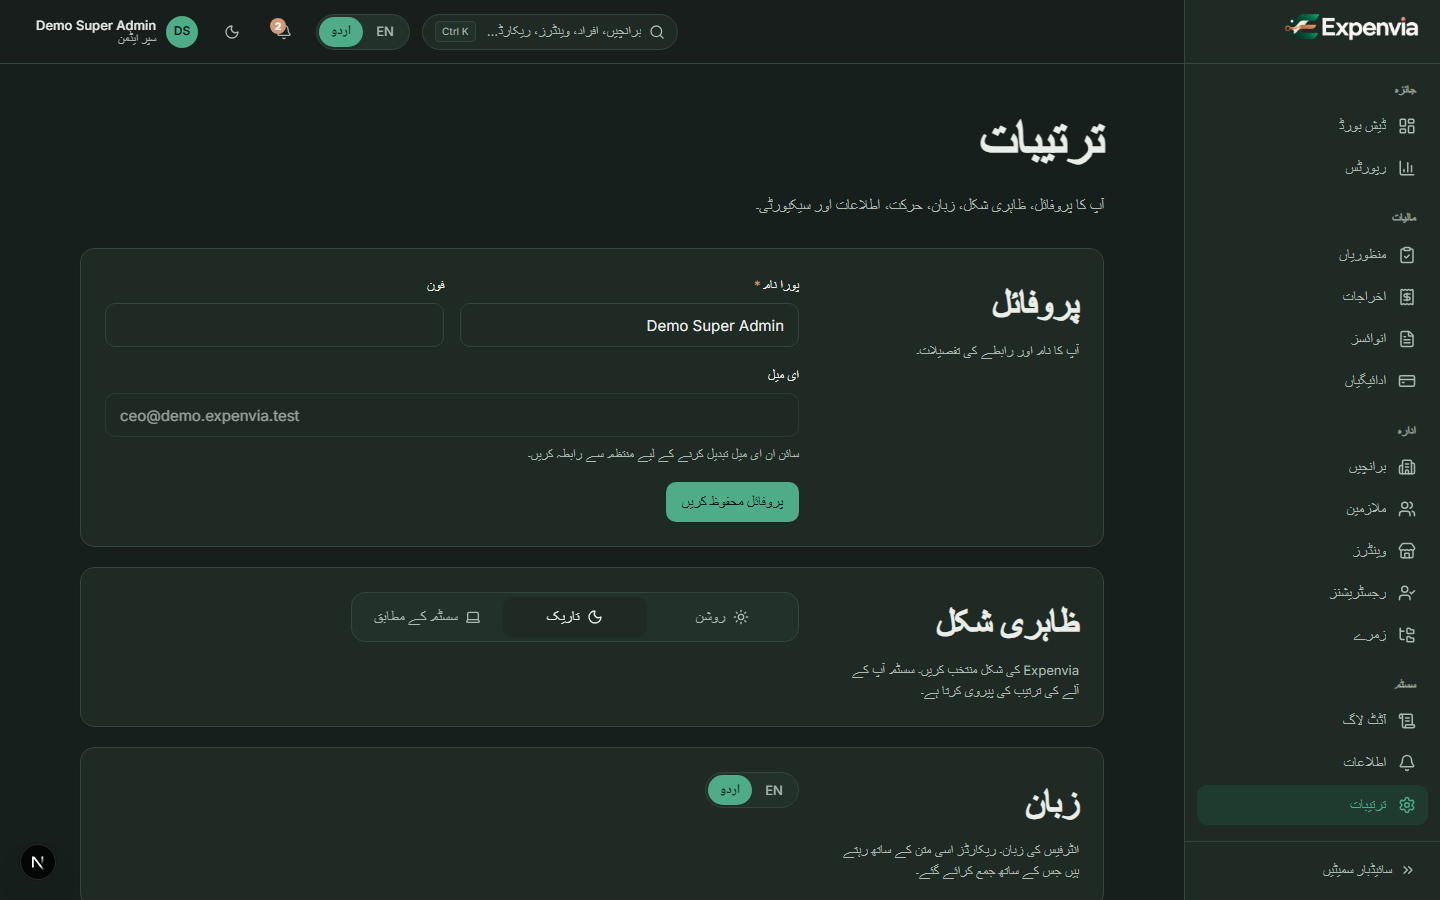 Expenvia
برانچیں، افراد، وینڈرز، ریکارڈ... Ctrl K
EN اردو
2
DS
Demo Super Admin
سپر ایڈمن
جائزہ
ڈیش بورڈ
رپورٹس
مالیات
منظوریاں
اخراجات
انوائسز
ادائیگیاں
ادارہ
برانچیں
ملازمین
وینڈرز
رجسٹریشنز
زمرے
سسٹم
آڈٹ لاگ
اطلاعات
ترتیبات
سائیڈبار سمیٹیں
ترتیبات
آپ کا پروفائل، ظاہری شکل، زبان، حرکت، اطلاعات اور سیکیورٹی۔
پروفائل
آپ کا نام اور رابطے کی تفصیلات۔
پورا نام *
Demo Super Admin
فون
ای میل
ceo@demo.expenvia.test
سائن ان ای میل تبدیل کرنے کے لیے منتظم سے رابطہ کریں۔
پروفائل محفوظ کریں
ظاہری شکل
Expenvia کی شکل منتخب کریں۔ سسٹم آپ کے
آلے کی ترتیب کی پیروی کرتا ہے۔
روشن
تاریک
سسٹم کے مطابق
زبان
انٹرفیس کی زبان۔ ریکارڈز اسی متن کے ساتھ رہتے
ہیں جس کے ساتھ جمع کرائے گئے۔
EN اردو
N